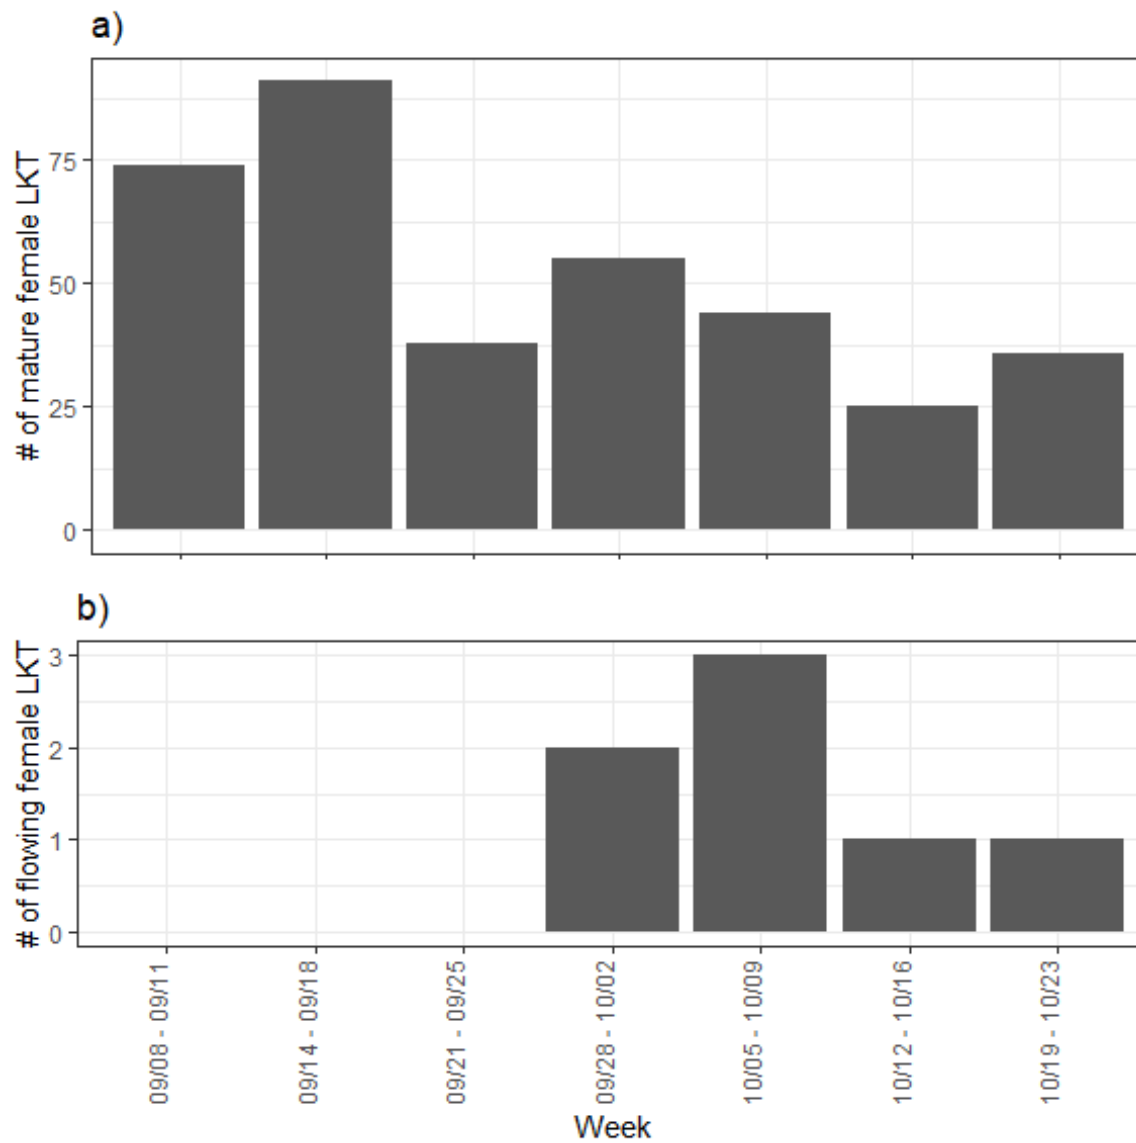 a)
# of mature female LKT
75
50
25
0
b)
# of flowing female LKT
3
2
1
0
09/08 - 09/11
09/14 - 09/18
09/21 - 09/25
09/28 - 10/02
10/05 - 10/09
10/12 - 10/16
10/19 - 10/23
Week